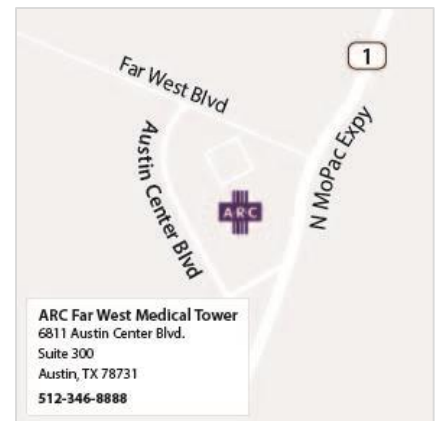 1
Far West Blvd
N MoPac Expy
Austin Center Blvd
ARC
ARC Far West Medical Tower
6811 Austin Center Blvd.
Suite 300
Austin, TX 78731
512-346-8888